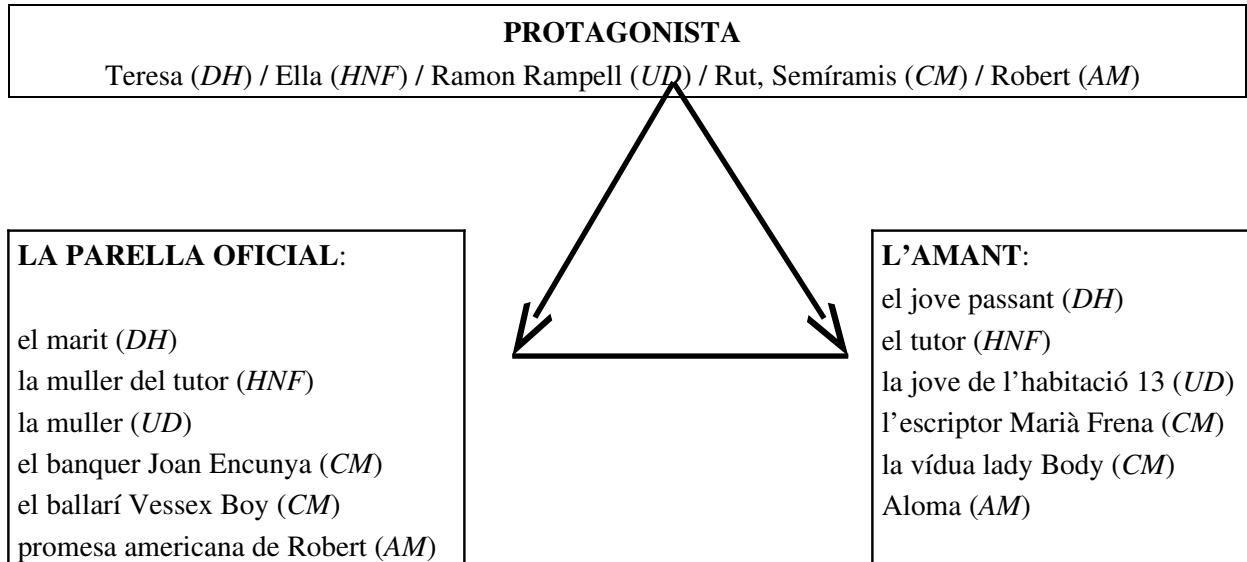 PROTAGONISTA
Teresa (DH) / Ella (HNF) / Ramon Rampell (UD) / Rut, Semíramis (CM) / Robert (AM)
LA PARELLA OFICIAL:
el marit (DH)
la muller del tutor (HNF)
la muller (UD)
el banquer Joan Encunya (CM)
el ballarí Vessex Boy (CM)
promesa americana de Robert (AM)
L’AMANT:
el jove passant (DH)
el tutor (HNF)
la jove de l’habitació 13 (UD)
l’escriptor Marià Frena (CM)
la vídua lady Body (CM)
Aloma (AM)